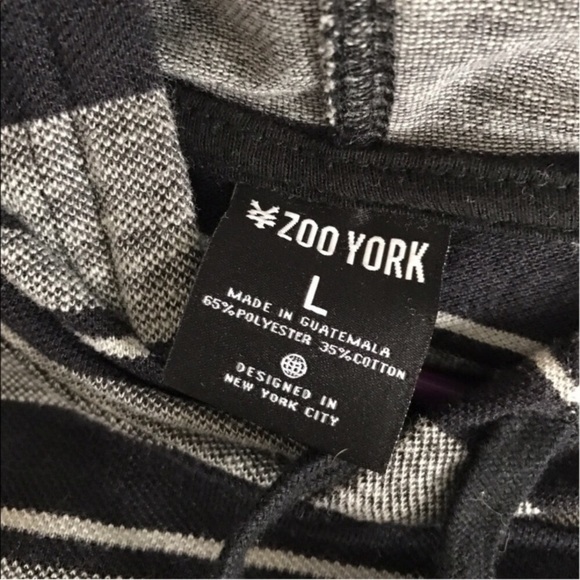 ZOO YORK
L
MADE IN GUATEMALA
65% POLYESTER 35% COTTON
DESIGNED IN
NEW YORK CITY